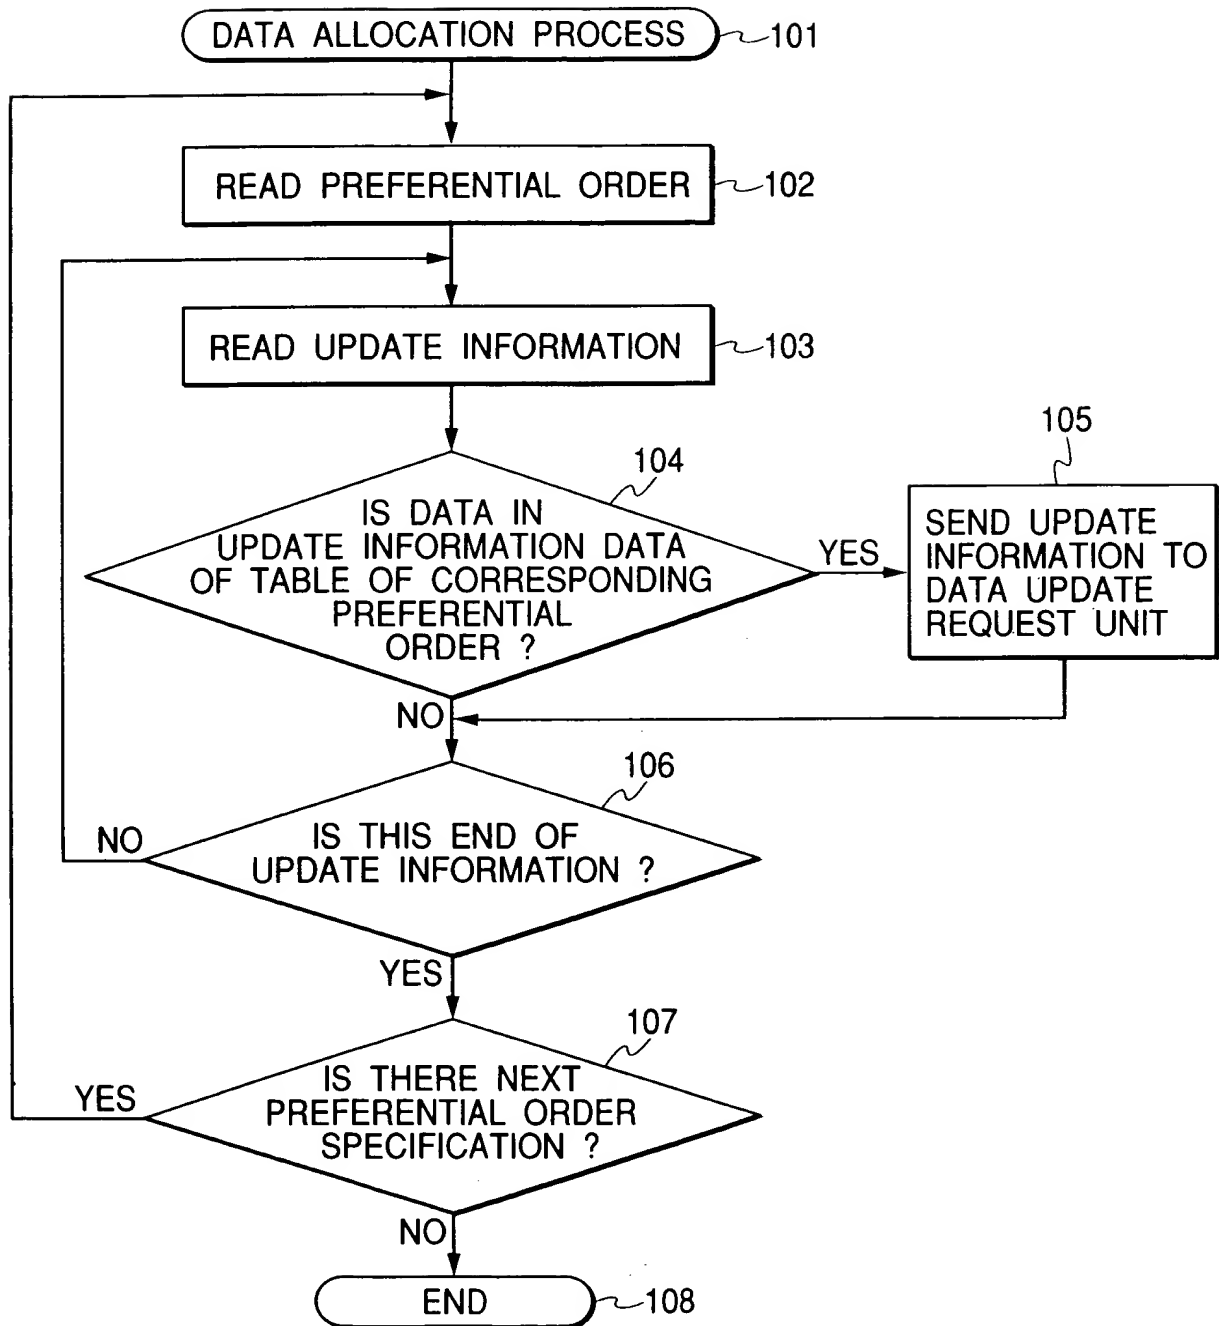 DATA ALLOCATION PROCESS
101
READ PREFERENTIAL ORDER
102
READ UPDATE INFORMATION
103
104
IS DATA IN
UPDATE INFORMATION DATA
OF TABLE OF CORRESPONDING
PREFERENTIAL
ORDER ?
YES
105
SEND UPDATE
INFORMATION TO
DATA UPDATE
REQUEST UNIT
NO
106
IS THIS END OF
UPDATE INFORMATION ?
NO
YES
107
IS THERE NEXT
PREFERENTIAL ORDER
SPECIFICATION ?
YES
NO
END
108